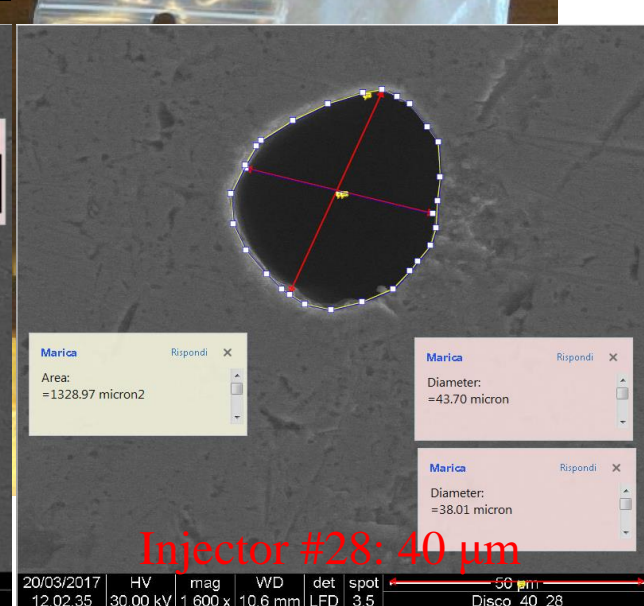 Marica Rispondi
Area:
=1328.97 micron2
Marica Rispondi
Diameter:
=43.70 micron
Marica Rispondi
Diameter:
=38.01 micron
Injector #28: 40 µm
20/03/2017 HV mag WD det spot 50 µm
12.02.35 30.00 kV 1 600 x 10.6 mm LFD 3.5 Disco_40_28